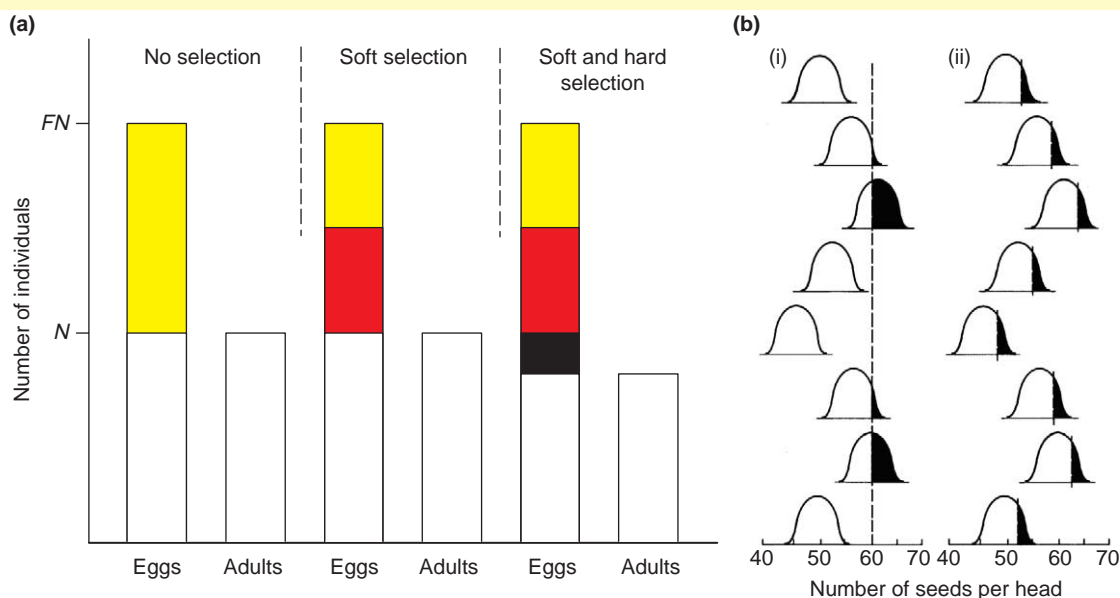 (a)
No selection
Soft selection
Soft and hard
selection
FN
N
Number of individuals
Eggs
Adults
Eggs
Adults
Eggs
Adults
(b)
(i)
(ii)
40
50
60
70
40
50
60
70
Number of seeds per head